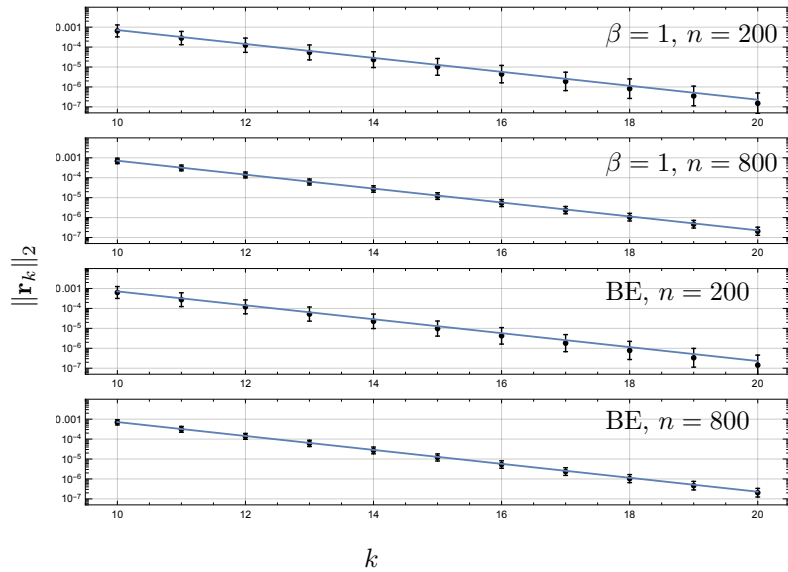 β = 1, n = 200
0.001
10⁻⁴
10⁻⁵
10⁻⁶
10⁻⁷
10 12 14 16 18 20
β = 1, n = 800
0.001
10⁻⁴
10⁻⁵
10⁻⁶
10⁻⁷
10 12 14 16 18 20
‖r_k‖₂
BE, n = 200
0.001
10⁻⁴
10⁻⁵
10⁻⁶
10⁻⁷
10 12 14 16 18 20
BE, n = 800
0.001
10⁻⁴
10⁻⁵
10⁻⁶
10⁻⁷
10 12 14 16 18 20
k